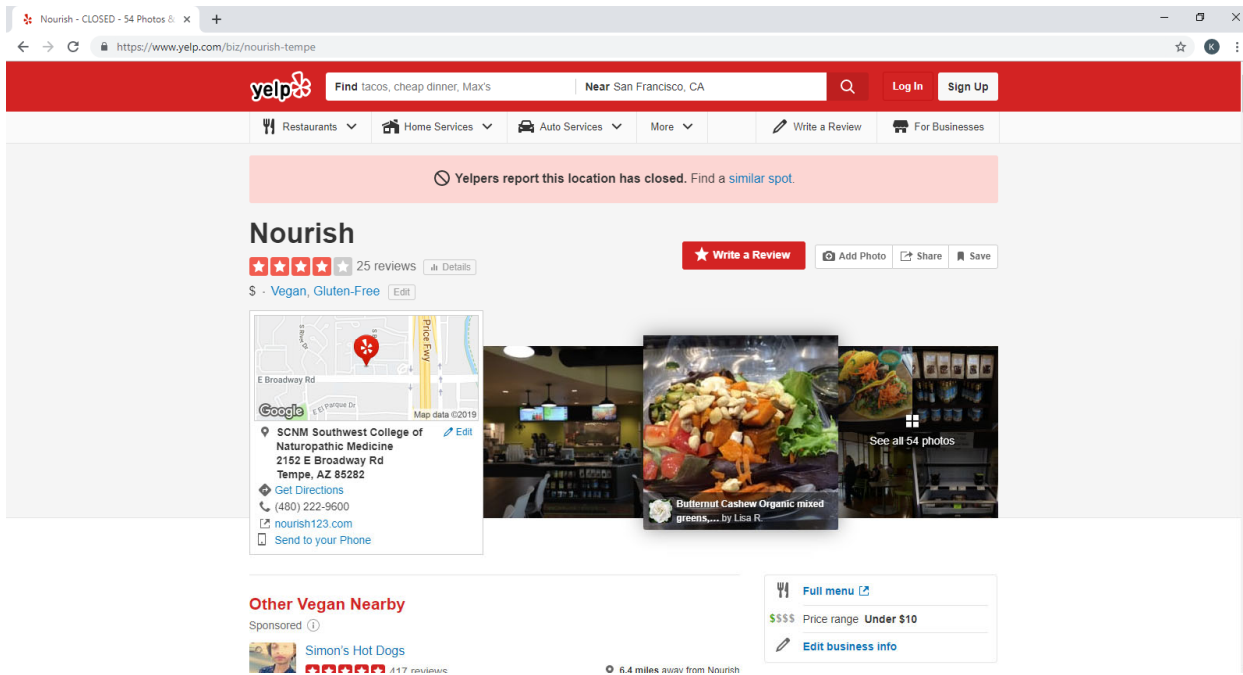 Nourish - CLOSED - 54 Photos &
https://www.yelp.com/biz/nourish-tempe
K
yelp
Find tacos, cheap dinner, Max's
Near San Francisco, CA
Log In
Sign Up
Restaurants
Home Services
Auto Services
More
Write a Review
For Businesses
Yelpers report this location has closed. Find a similar spot.
Nourish
25 reviews
Details
$ · Vegan, Gluten-Free
Edit
Write a Review
Add Photo
Share
Save
Price Fwy
E Broadway Rd
E El Parque Dr
Google
Map data ©2019
SCNM Southwest College of
Naturopathic Medicine
2152 E Broadway Rd
Tempe, AZ 85282
Edit
Get Directions
(480) 222-9600
nourish123.com
Send to your Phone
Butternut Cashew Organic mixed
greens,... by Lisa R.
See all 54 photos
Other Vegan Nearby
Sponsored
Simon's Hot Dogs
417 reviews
6.4 miles away from Nourish
Full menu
$$$$ Price range Under $10
Edit business info